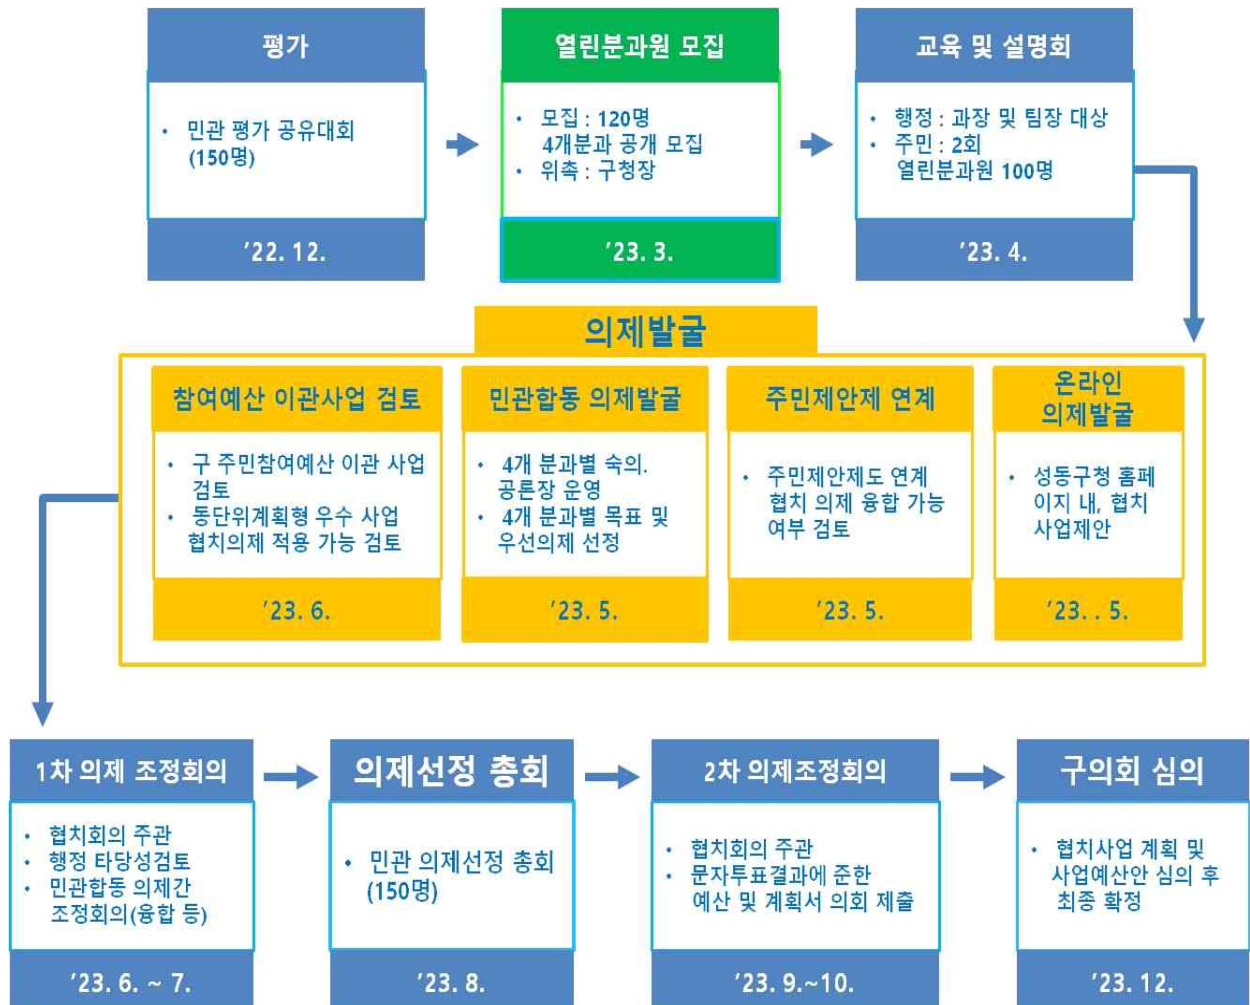 평가
• 민관 평가 공유대회
(150명)
'22. 12.
열린분과원 모집
• 모집 : 120명
4개분과 공개 모집
• 위촉 : 구청장
'23. 3.
교육 및 설명회
• 행정 : 과장 및 팀장 대상
• 주민 : 2회
열린분과원 100명
'23. 4.
의제발굴
참여예산 이관사업 검토
• 구 주민참여예산 이관 사업
검토
• 동단위계획형 우수 사업
협치의제 적용 가능 검토
'23. 6.
민관합동 의제발굴
• 4개 분과별 숙의.
공론장 운영
• 4개 분과별 목표 및
우선의제 선정
'23. 5.
주민제안제 연계
• 주민제안제도 연계
협치 의제 융합 가능
여부 검토
'23. 5.
온라인
의제발굴
• 성동구청 홈페
이지 내, 협치
사업제안
'23. . 5.
1차 의제 조정회의
• 협치회의 주관
• 행정 타당성검토
• 민관합동 의제간
조정회의(융합 등)
'23. 6. ~ 7.
의제선정 총회
• 민관 의제선정 총회
(150명)
'23. 8.
2차 의제조정회의
• 협치회의 주관
• 문자투표결과에 준한
예산 및 계획서 의회 제출
'23. 9.~10.
구의회 심의
• 협치사업 계획 및
사업예산안 심의 후
최종 확정
'23. 12.